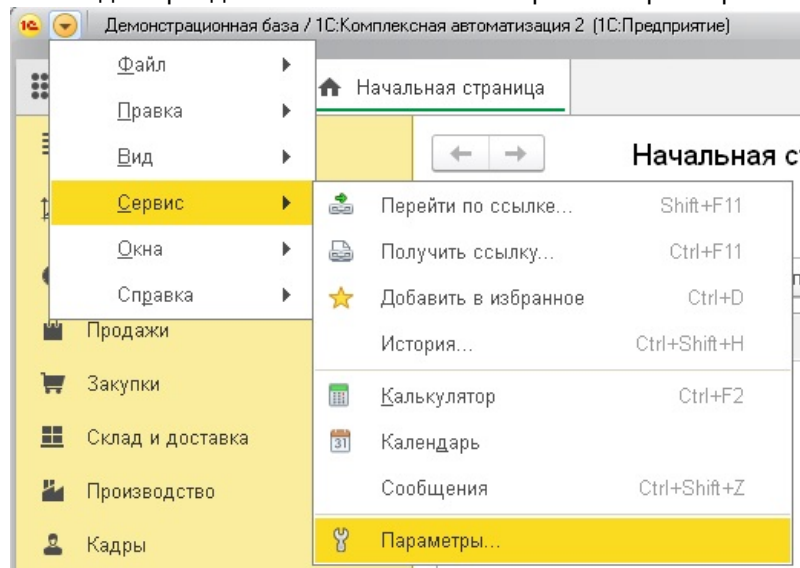 1С Демонстрационная база / 1С:Комплексная автоматизация 2 (1С:Предприятие)
Файл
Начальная страница
Правка
Вид
Начальная с
Сервис
Перейти по ссылке... Shift+F11
Окна
Получить ссылку... Ctrl+F11
Справка
Добавить в избранное Ctrl+D
Продажи
История... Ctrl+Shift+H
Закупки
Калькулятор Ctrl+F2
Склад и доставка
31 Календарь
Производство
Сообщения Ctrl+Shift+Z
Кадры
Параметры...